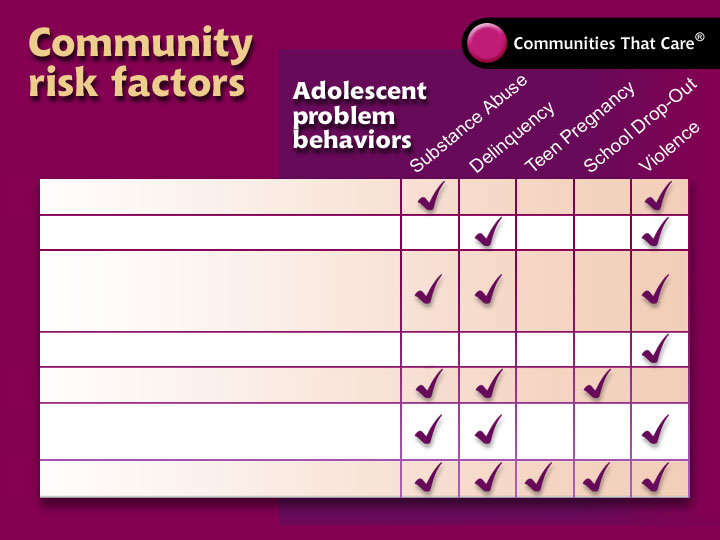 Community
risk factors
Communities That Care®
Adolescent
problem
behaviors
Substance Abuse
Delinquency
Teen Pregnancy
School Drop-Out
Violence